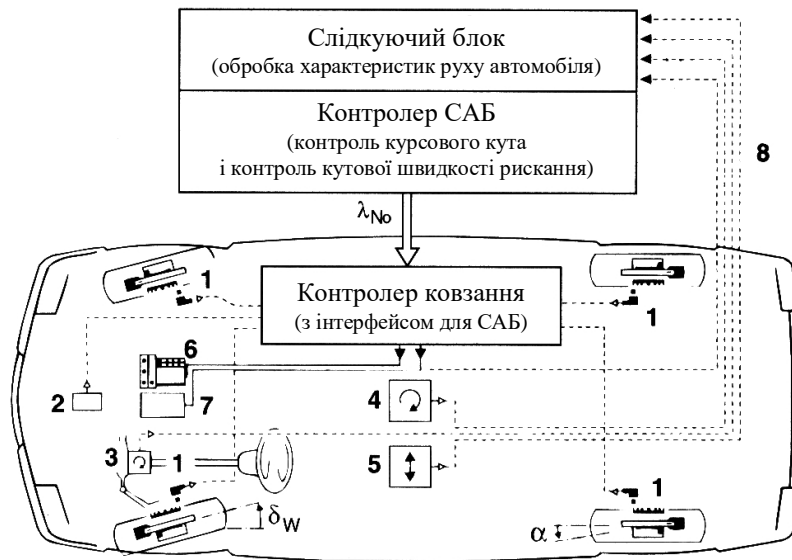 Слідкуючий блок
(обробка характеристик руху автомобіля)
Контролер САБ
(контроль курсового кута
і контроль кутової швидкості рискання)
8
λNo
Контролер ковзання
(з інтерфейсом для САБ)
1
1
6
2
7
4
3
1
5
1
δW
α